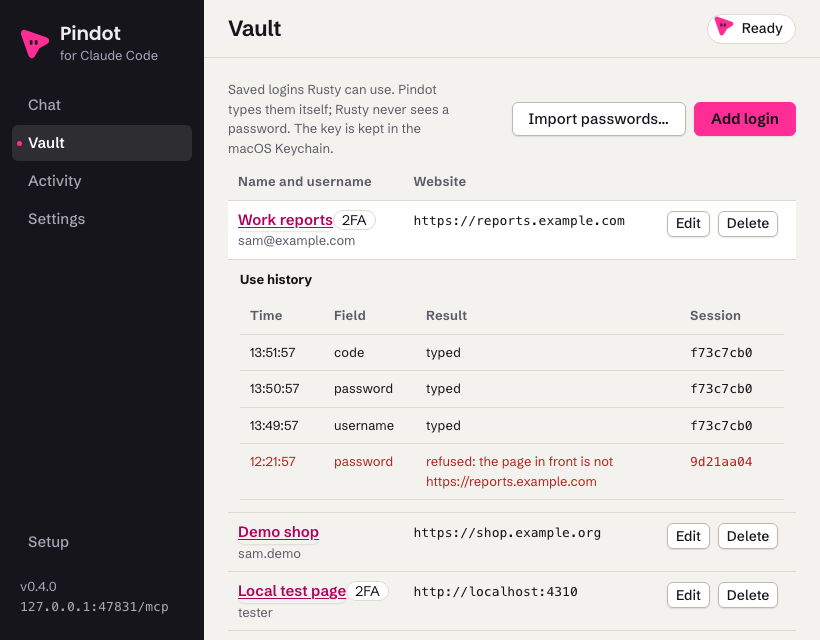 Pindot
for Claude Code
Chat
Vault
Activity
Settings
Setup
v0.4.0
127.0.0.1:47831/mcp
Vault
Ready
Saved logins Rusty can use. Pindot
types them itself; Rusty never sees a
password. The key is kept in the
macOS Keychain.
Import passwords…
Add login
Name and username Website
Work reports 2FA https://reports.example.com Edit Delete
sam@example.com
Use history
Time Field Result Session
13:51:57 code typed f73c7cb0
13:50:57 password typed f73c7cb0
13:49:57 username typed f73c7cb0
12:21:57 password refused: the page in front is not 9d21aa04
https://reports.example.com
Demo shop https://shop.example.org Edit Delete
sam.demo
Local test page 2FA http://localhost:4310 Edit Delete
tester